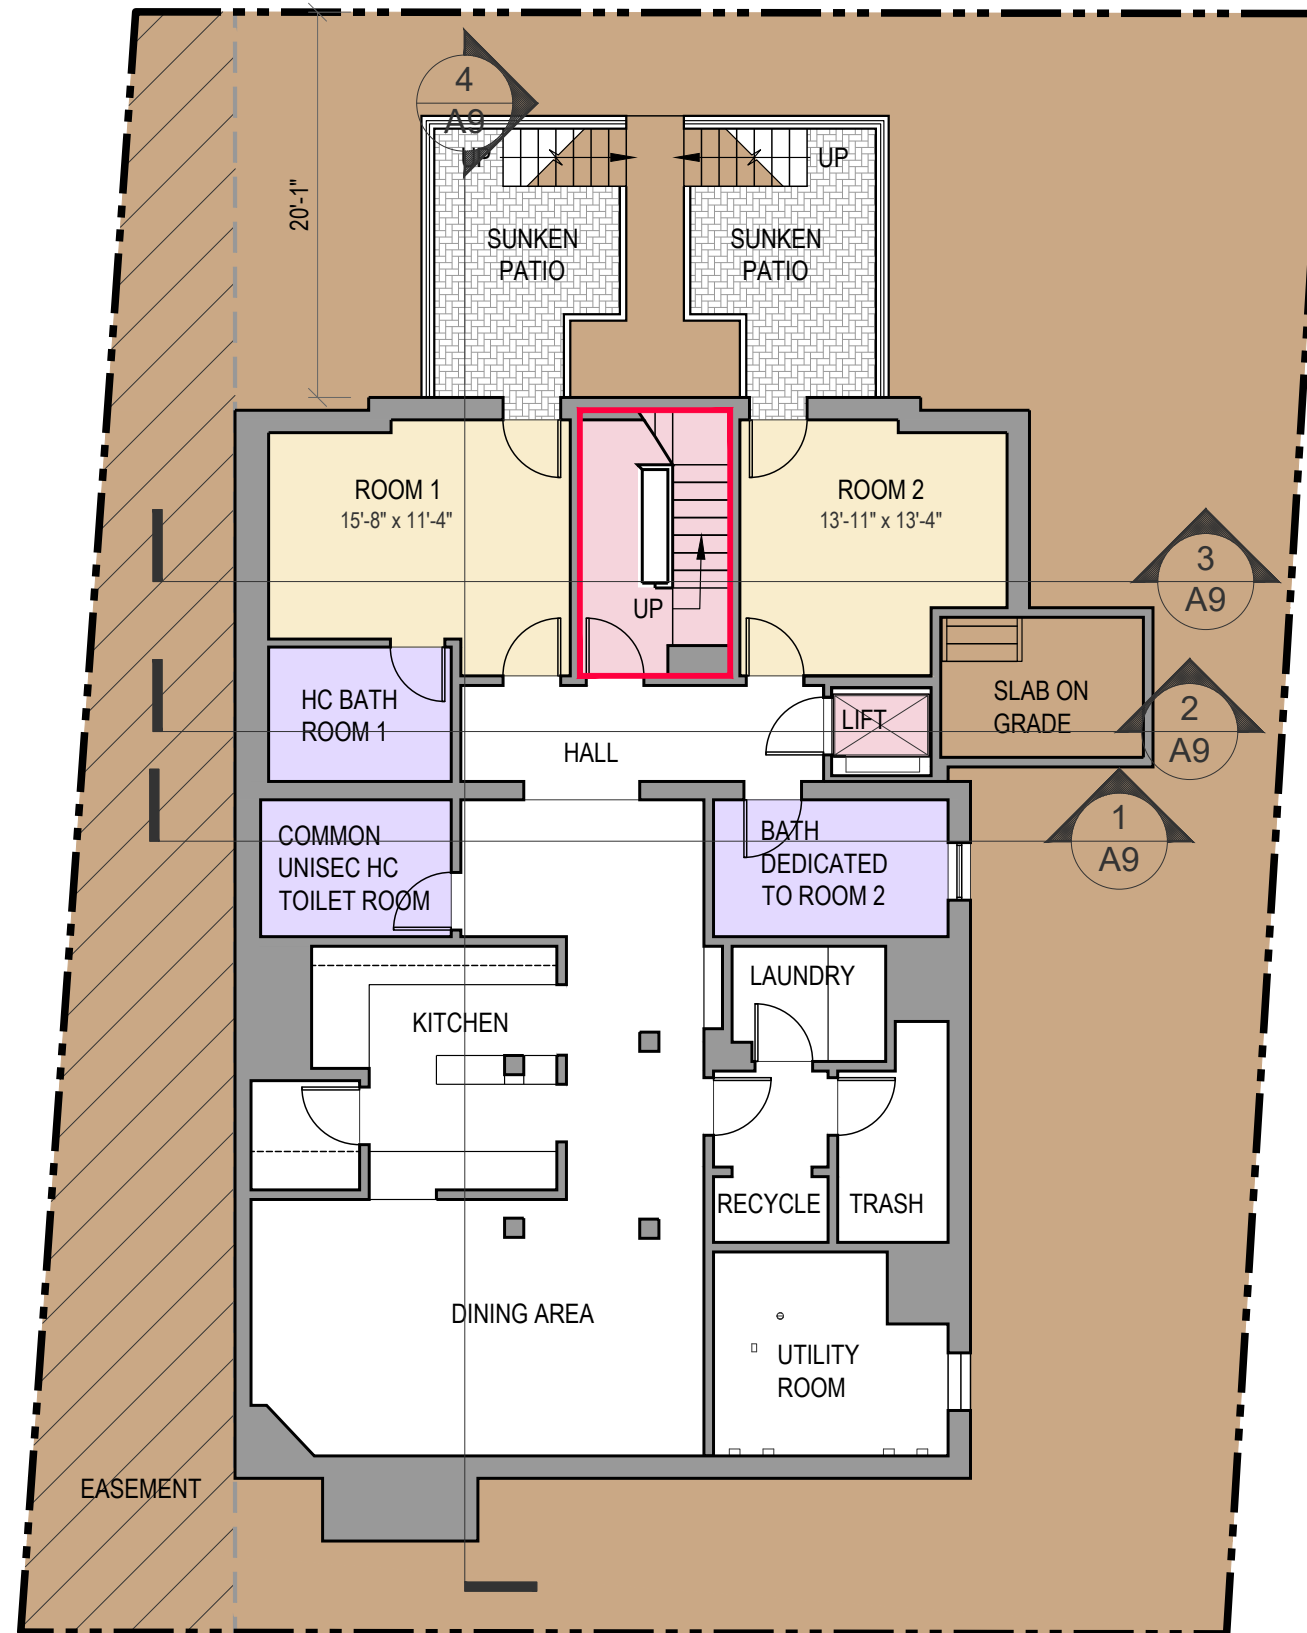 4
A9
20'-1"
UP
UP
SUNKEN
PATIO
SUNKEN
PATIO
ROOM 1
15'-8" x 11'-4"
ROOM 2
13'-11" x 13'-4"
3
A9
UP
HC BATH
ROOM 1
LIFT
SLAB ON
GRADE
2
A9
HALL
1
A9
COMMON
UNISEC HC
TOILET ROOM
BATH
DEDICATED
TO ROOM 2
LAUNDRY
KITCHEN
RECYCLE
TRASH
DINING AREA
UTILITY
ROOM
EASEMENT